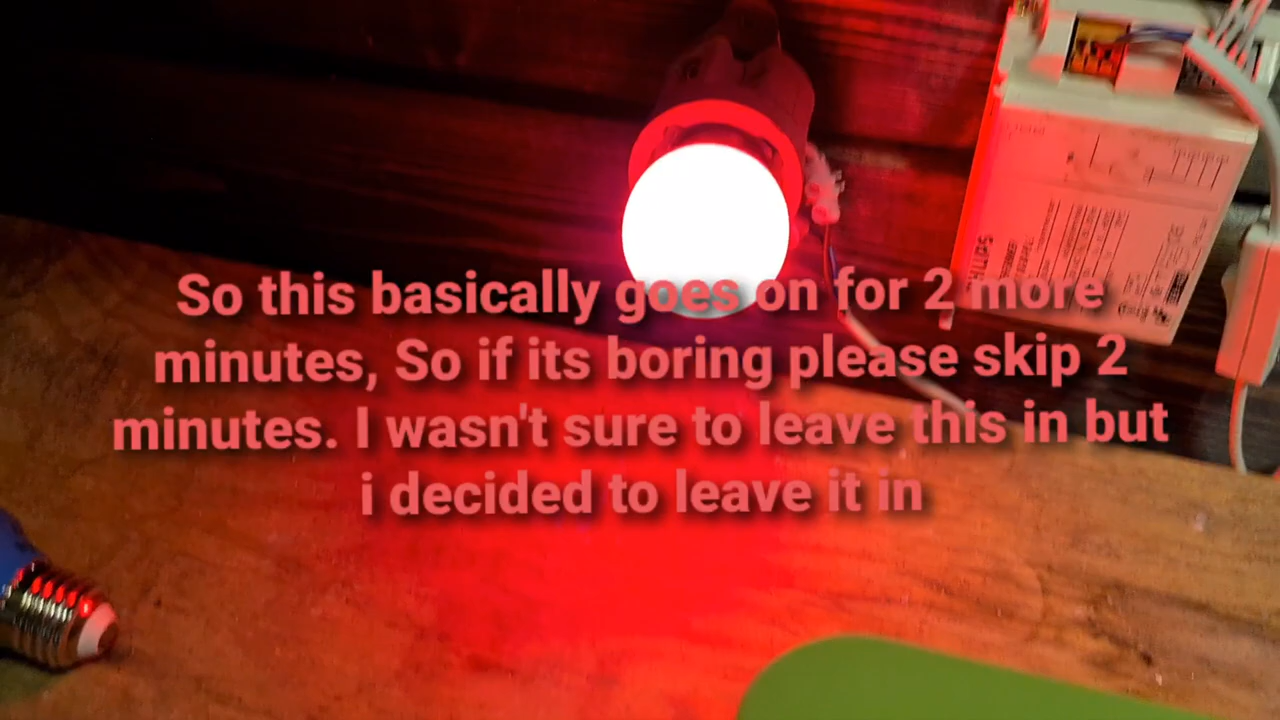 So this basically goes on for 2 more
minutes, So if its boring please skip 2
minutes. I wasn't sure to leave this in but
i decided to leave it in
PHILIPS